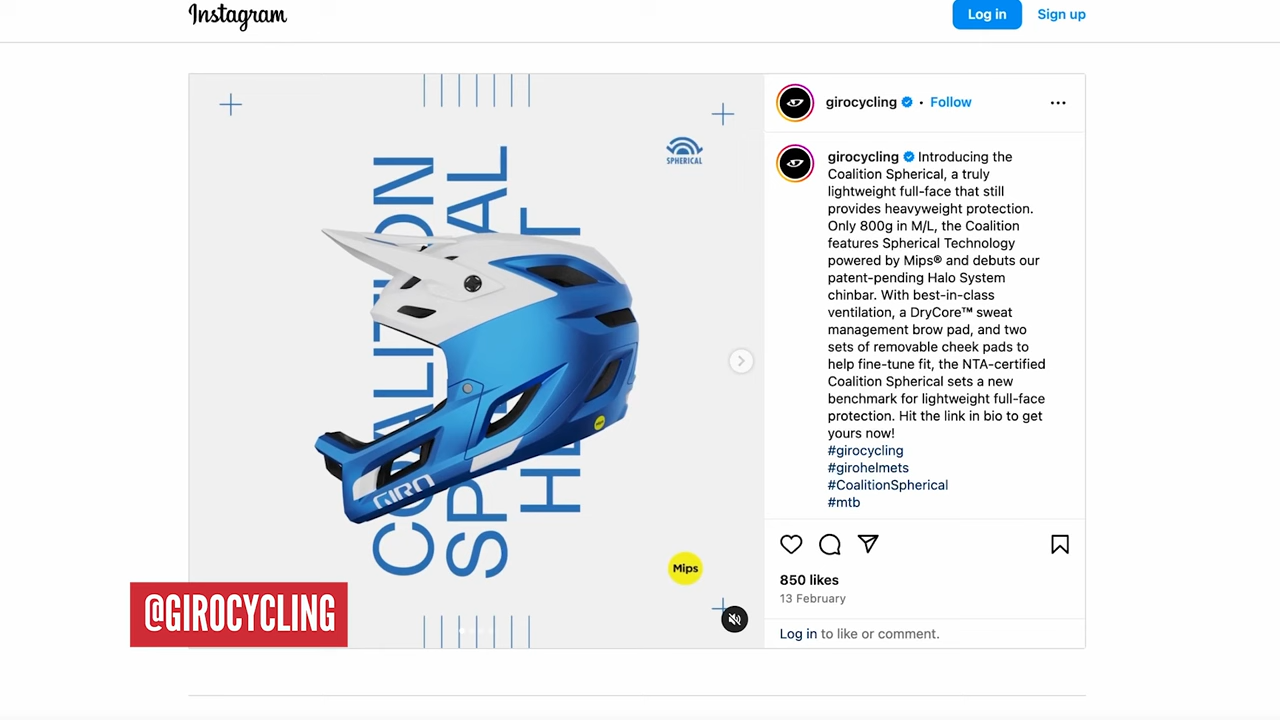 Instagram
Log in
Sign up
COALITION
SPHERICAL
HELMET
SPHERICAL
GIRO
Mips
@GIROCYCLING
girocycling • Follow
girocycling Introducing the
Coalition Spherical, a truly
lightweight full-face that still
provides heavyweight protection.
Only 800g in M/L, the Coalition
features Spherical Technology
powered by Mips® and debuts our
patent-pending Halo System
chinbar. With best-in-class
ventilation, a DryCore™ sweat
management brow pad, and two
sets of removable cheek pads to
help fine-tune fit, the NTA-certified
Coalition Spherical sets a new
benchmark for lightweight full-face
protection. Hit the link in bio to get
yours now!
#girocycling
#girohelmets
#CoalitionSpherical
#mtb
850 likes
13 February
Log in to like or comment.